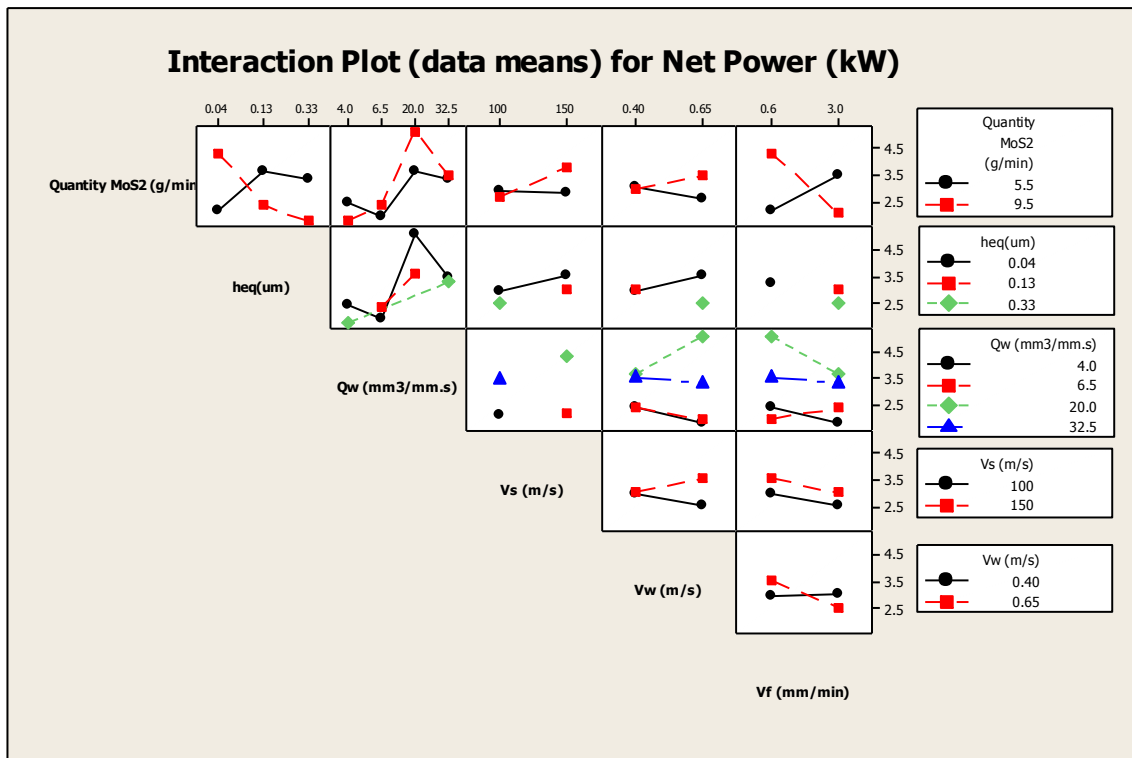 Interaction Plot (data means) for Net Power (kW)
0.04 0.13 0.33 4.0 6.5 20.0 32.5 100 150 0.40 0.65 0.6 3.0
Quantity MoS2 (g/min
4.5
3.5
2.5
Quantity
MoS2
(g/min)
5.5
9.5
heq(um)
4.5
3.5
2.5
heq(um)
0.04
0.13
0.33
Qw (mm3/mm.s)
4.5
3.5
2.5
Qw (mm3/mm.s)
4.0
6.5
20.0
32.5
Vs (m/s)
4.5
3.5
2.5
Vs (m/s)
100
150
Vw (m/s)
4.5
3.5
2.5
Vw (m/s)
0.40
0.65
Vf (mm/min)